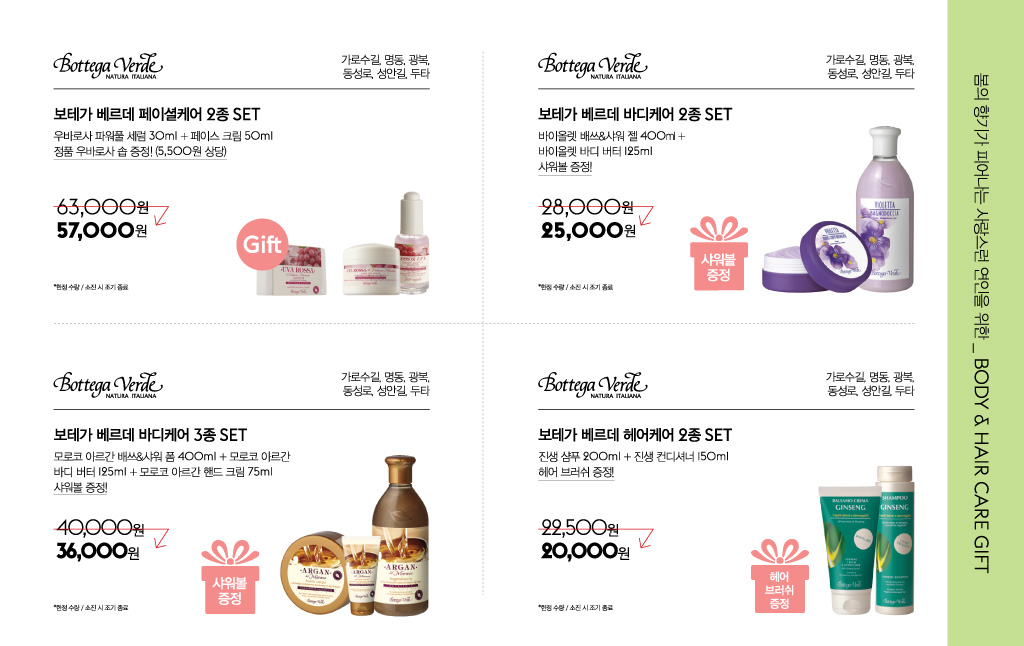 Bottega Verde
NATURA ITALIANA
가로수길, 명동, 광복,
동성로, 성안길, 두타
보테가 베르데 페이셜케어 2종 SET
우바로사 파워풀 세럼 30ml + 페이스 크림 50ml
정품 우바로사 솝 증정! (5,500원 상당)
63,000원
57,000원
Gift
UVA ROSSA
*한정 수량 / 소진 시 조기 종료
Bottega Verde
NATURA ITALIANA
가로수길, 명동, 광복,
동성로, 성안길, 두타
보테가 베르데 바디케어 2종 SET
바이올렛 배쓰&샤워 젤 400ml +
바이올렛 바디 버터 125ml
샤워볼 증정!
28,000원
25,000원
샤워볼
증정
VIOLETTA
BAGNODOCCIA
Bottega Verde
*한정 수량 / 소진 시 조기 종료
Bottega Verde
NATURA ITALIANA
가로수길, 명동, 광복,
동성로, 성안길, 두타
보테가 베르데 바디케어 3종 SET
모로코 아르간 배쓰&샤워 폼 400ml + 모로코 아르간
바디 버터 125ml + 모로코 아르간 핸드 크림 75ml
샤워볼 증정!
40,000원
36,000원
샤워볼
증정
ARGAN
ARGAN
ARGAN
*한정 수량 / 소진 시 조기 종료
Bottega Verde
NATURA ITALIANA
가로수길, 명동, 광복,
동성로, 성안길, 두타
보테가 베르데 헤어케어 2종 SET
진생 샴푸 200ml + 진생 컨디셔너 150ml
헤어 브러쉬 증정!
22,500원
20,000원
헤어
브러쉬
증정
BALSAMO CREMA
GINSENG
SHAMPOO
GINSENG
*한정 수량 / 소진 시 조기 종료
봄의 향기가 피어나는 사랑스런 연인을 위한 _ BODY & HAIR CARE GIFT